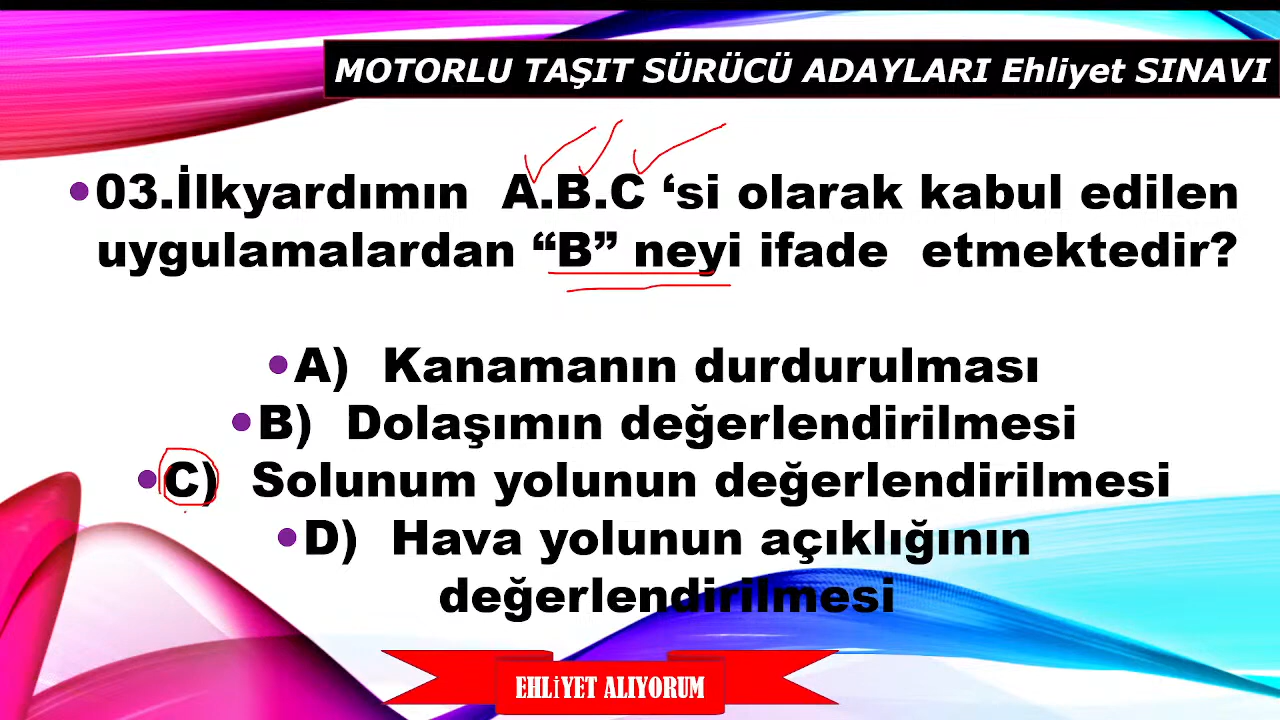 MOTORLU TAŞIT SÜRÜCÜ ADAYLARI Ehliyet SINAVI
•03.İlkyardımın A.B.C ‘si olarak kabul edilen
uygulamalardan “B” neyi ifade etmektedir?
•A) Kanamanın durdurulması
•B) Dolaşımın değerlendirilmesi
•C) Solunum yolunun değerlendirilmesi
•D) Hava yolunun açıklığının
değerlendirilmesi
EHLİYET ALIYORUM